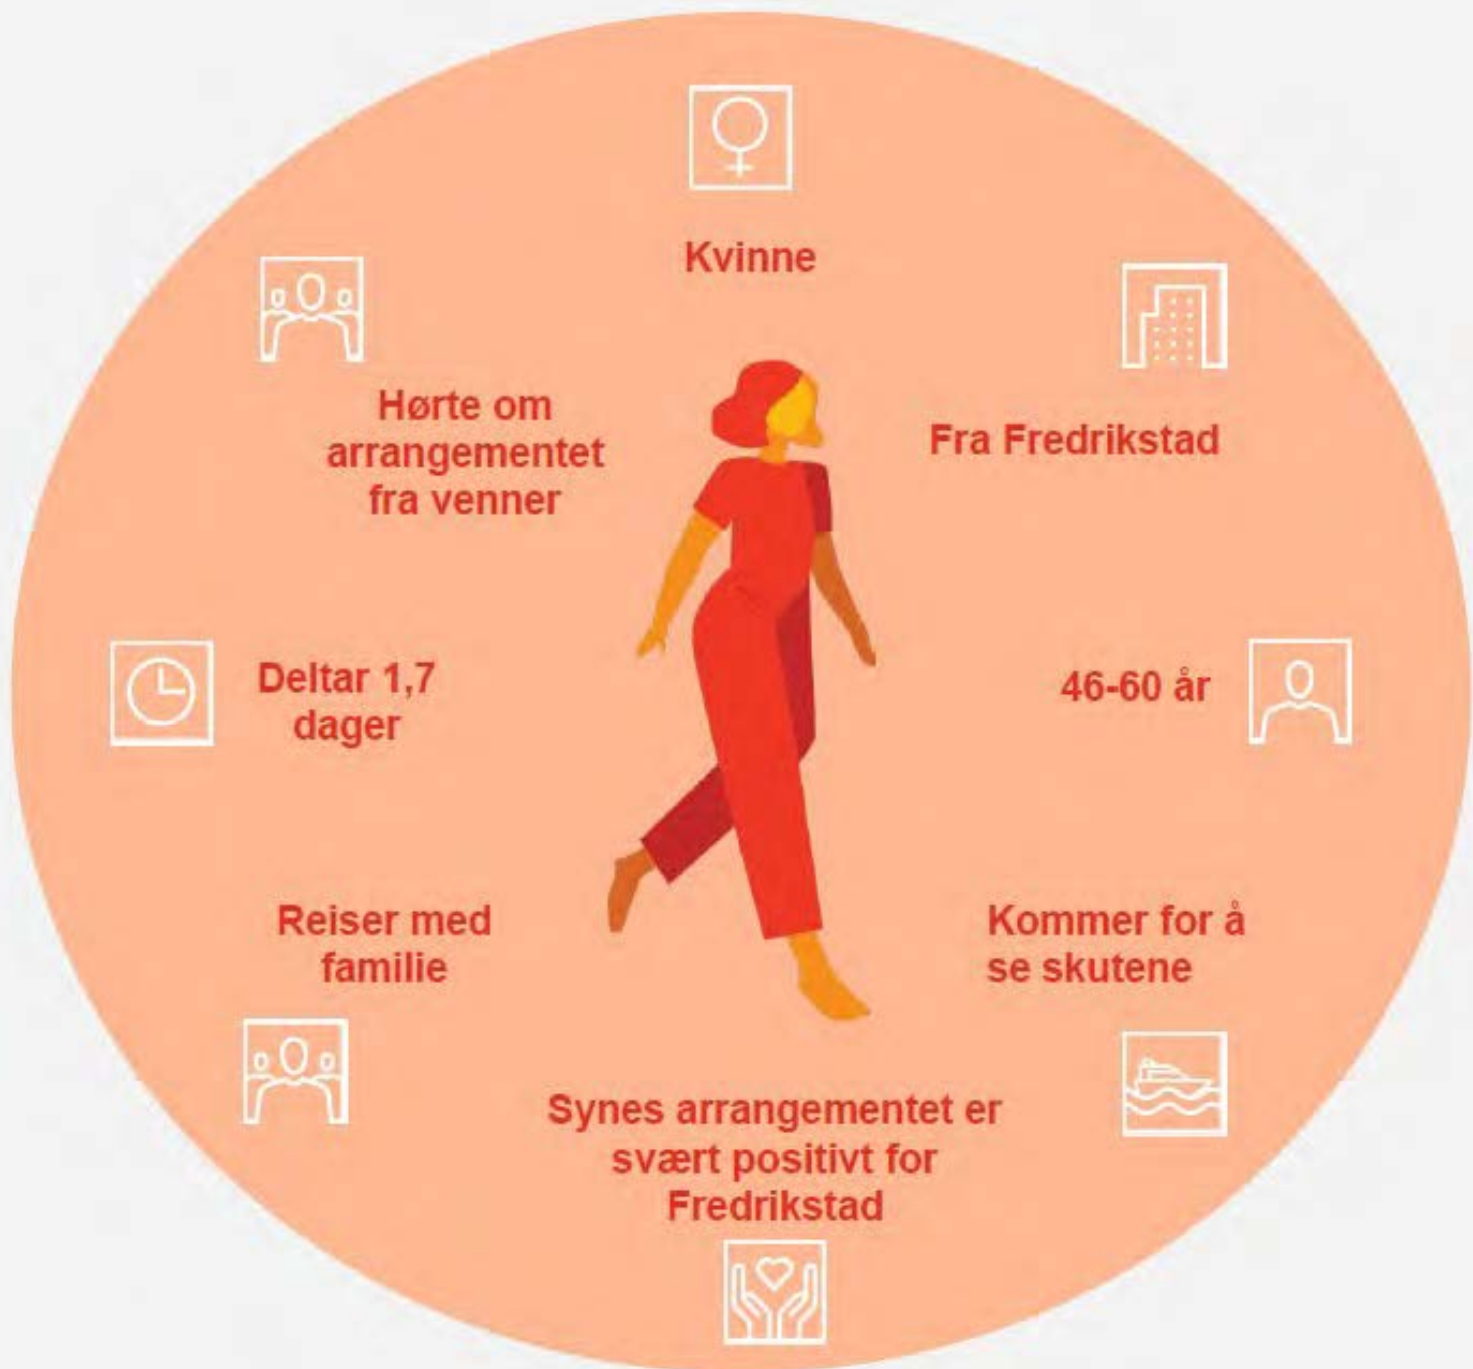 Kvinne
Fra Fredrikstad
46-60 år
Kommer for å
se skutene
Synes arrangementet er
svært positivt for
Fredrikstad
Reiser med
familie
Deltar 1,7
dager
Hørte om
arrangementet
fra venner